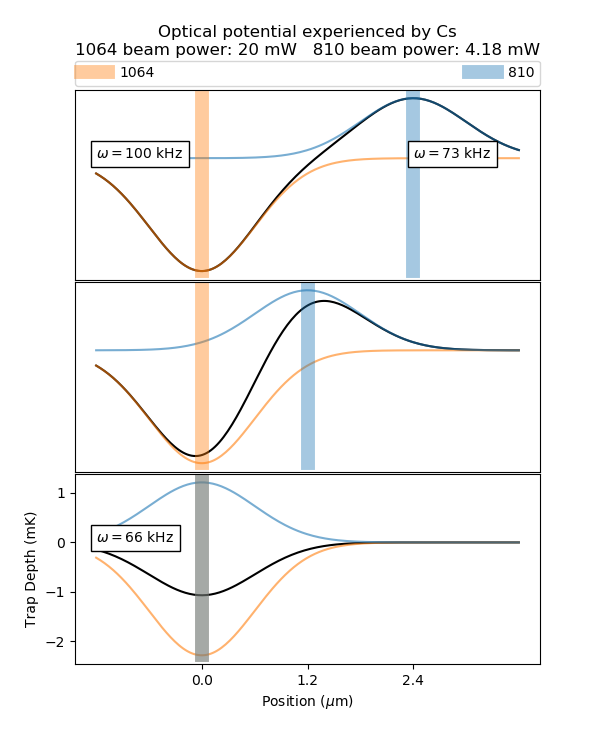 Optical potential experienced by Cs
1064 beam power: 20 mW   810 beam power: 4.18 mW
1064
810
ω = 100 kHz
ω = 73 kHz
ω = 66 kHz
1
0
−1
−2
Trap Depth (mK)
0.0
1.2
2.4
Position (μm)